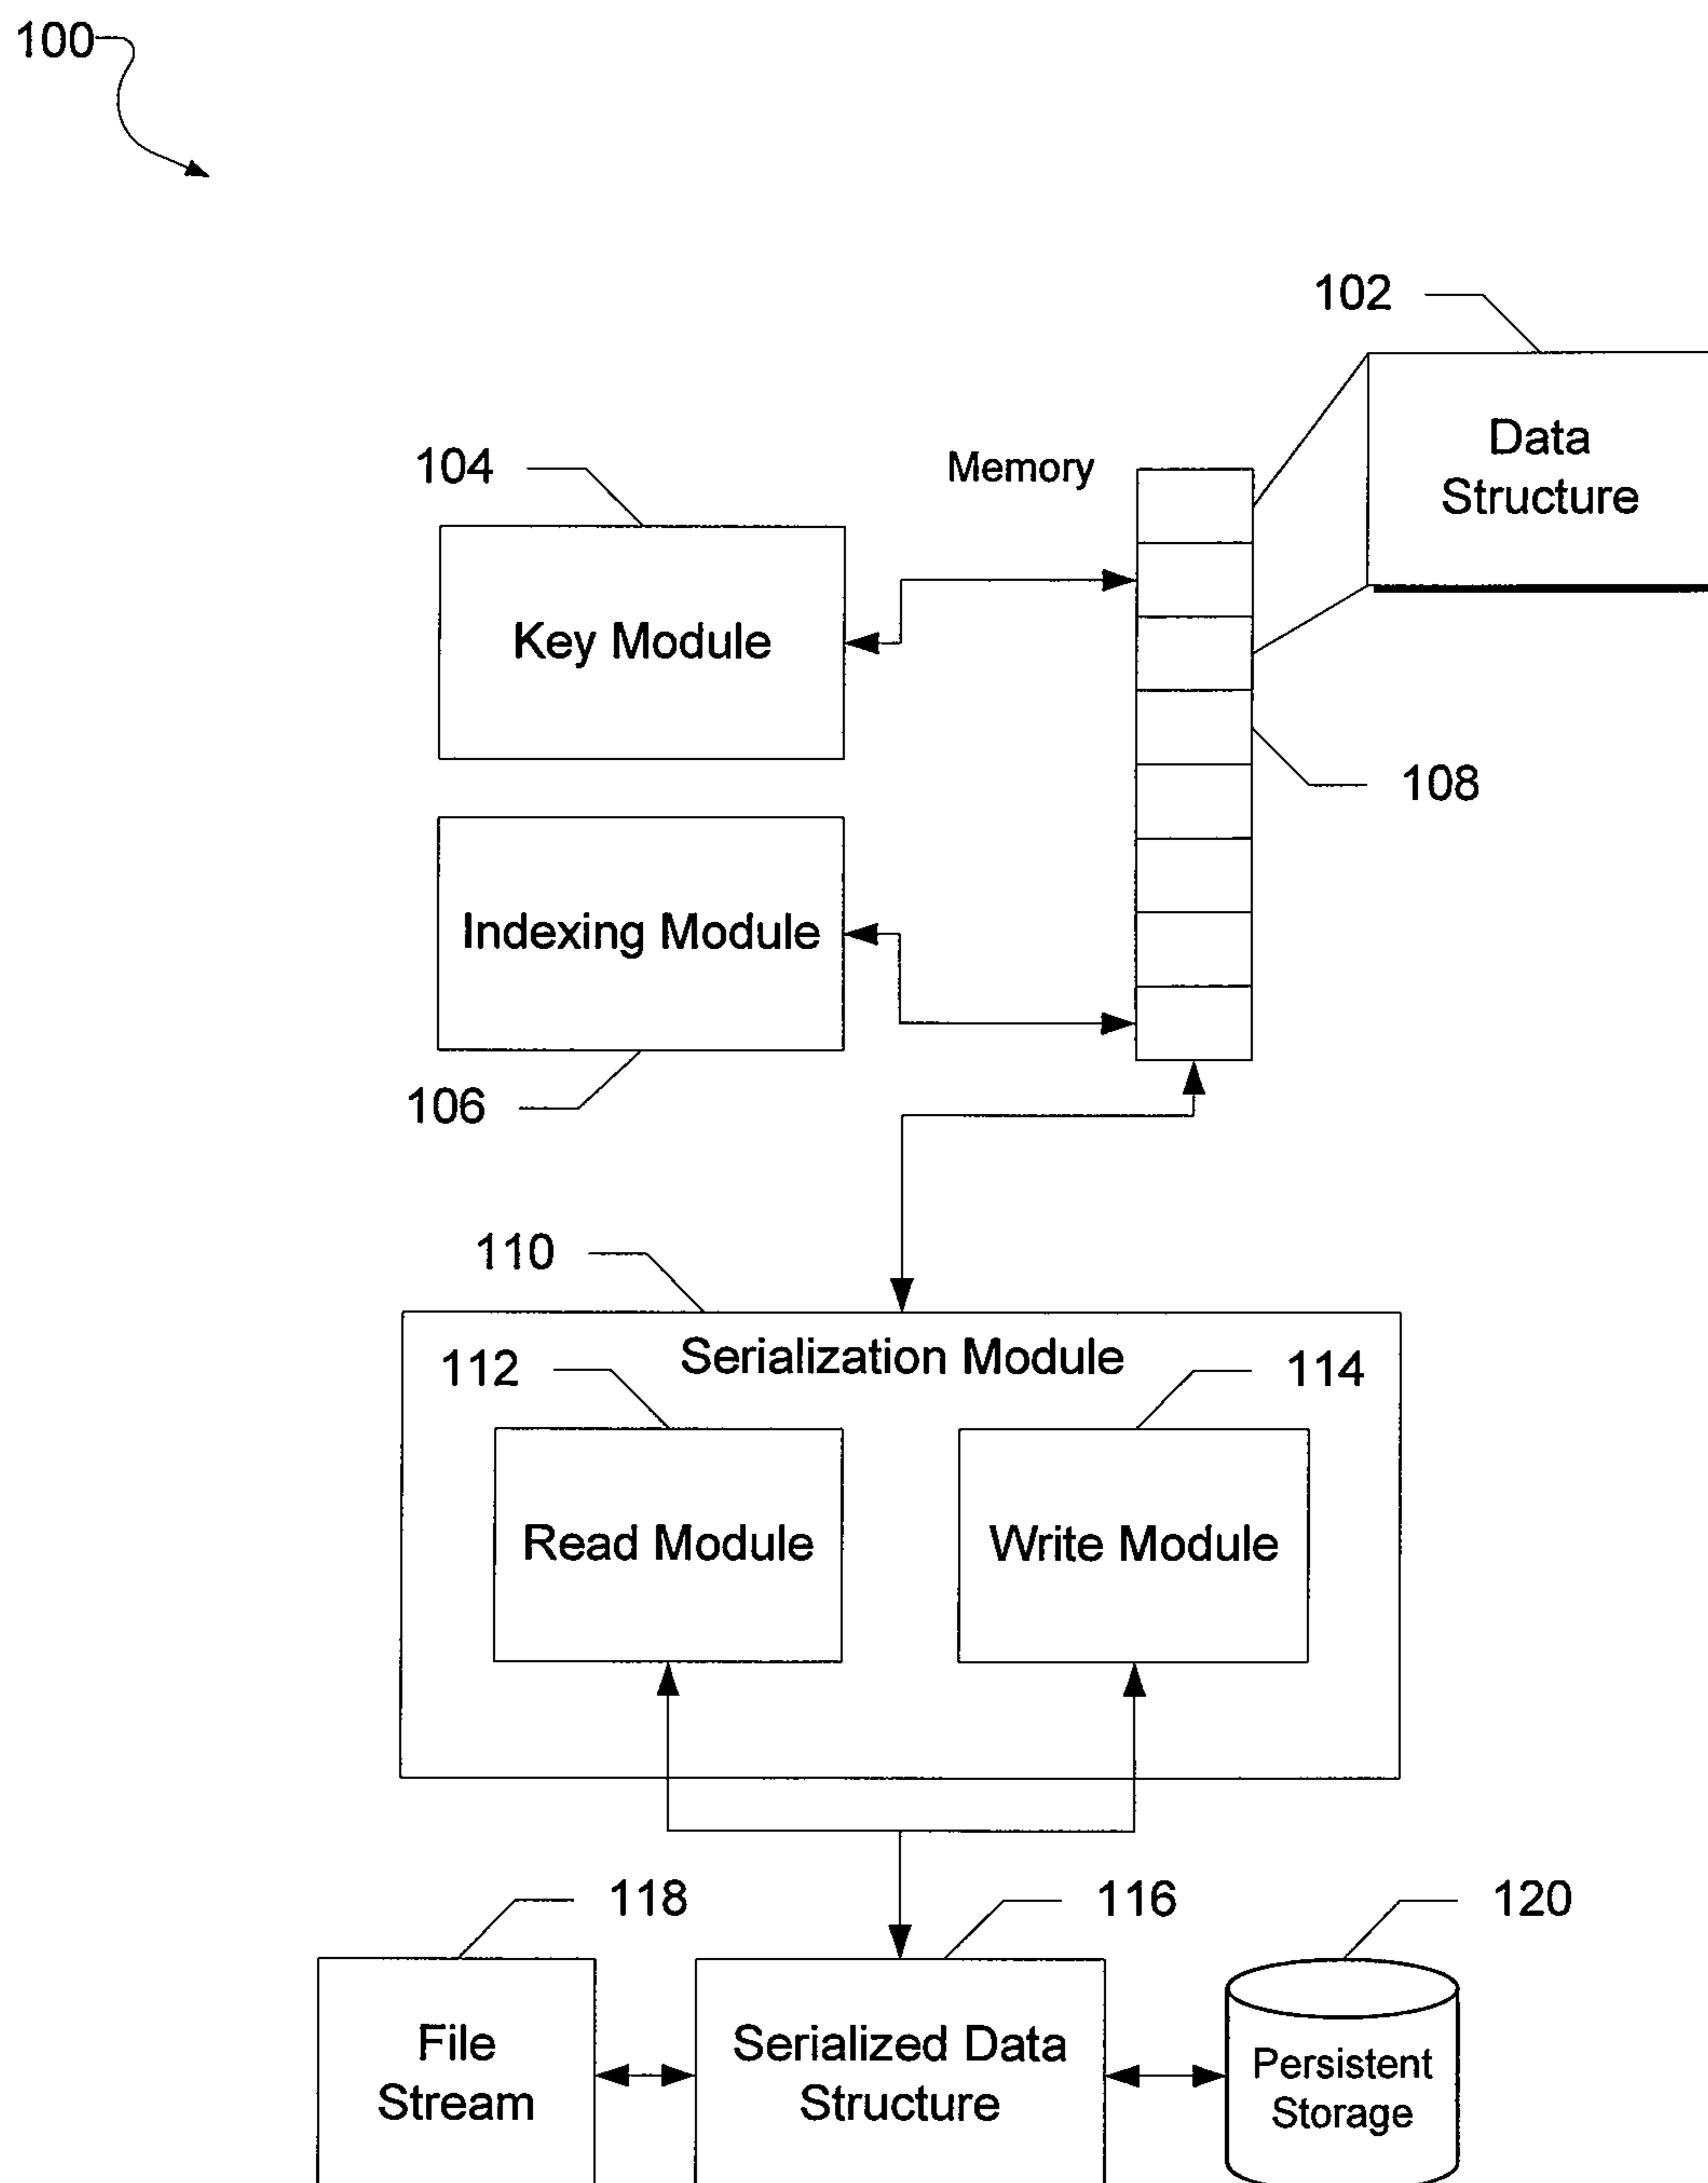 100
102
Data
Structure
104
Memory
Key Module
108
Indexing Module
106
110
Serialization Module
112
114
Read Module
Write Module
118
116
120
File
Stream
Serialized Data
Structure
Persistent
Storage